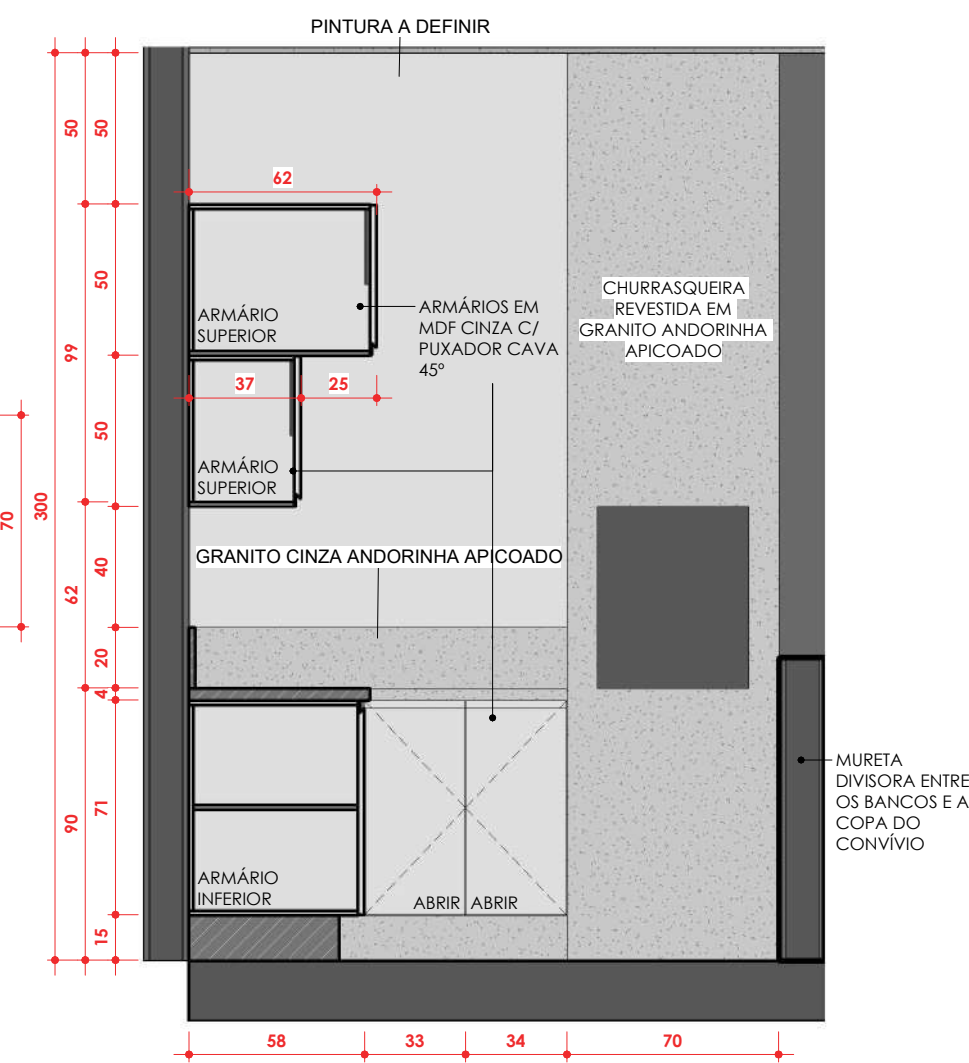 PINTURA A DEFINIR
50
50
62
50
ARMÁRIO
SUPERIOR
ARMÁRIOS EM
MDF CINZA C/
PUXADOR CAVA
45º
CHURRASQUEIRA
REVESTIDA EM
GRANITO ANDORINHA
APICOADO
99
37
25
50
ARMÁRIO
SUPERIOR
70
300
GRANITO CINZA ANDORINHA APICOADO
62
40
20
4
MURETA
DIVISORA ENTRE
OS BANCOS E A
COPA DO
CONVÍVIO
90
71
ARMÁRIO
INFERIOR
ABRIR
ABRIR
15
58
33
34
70